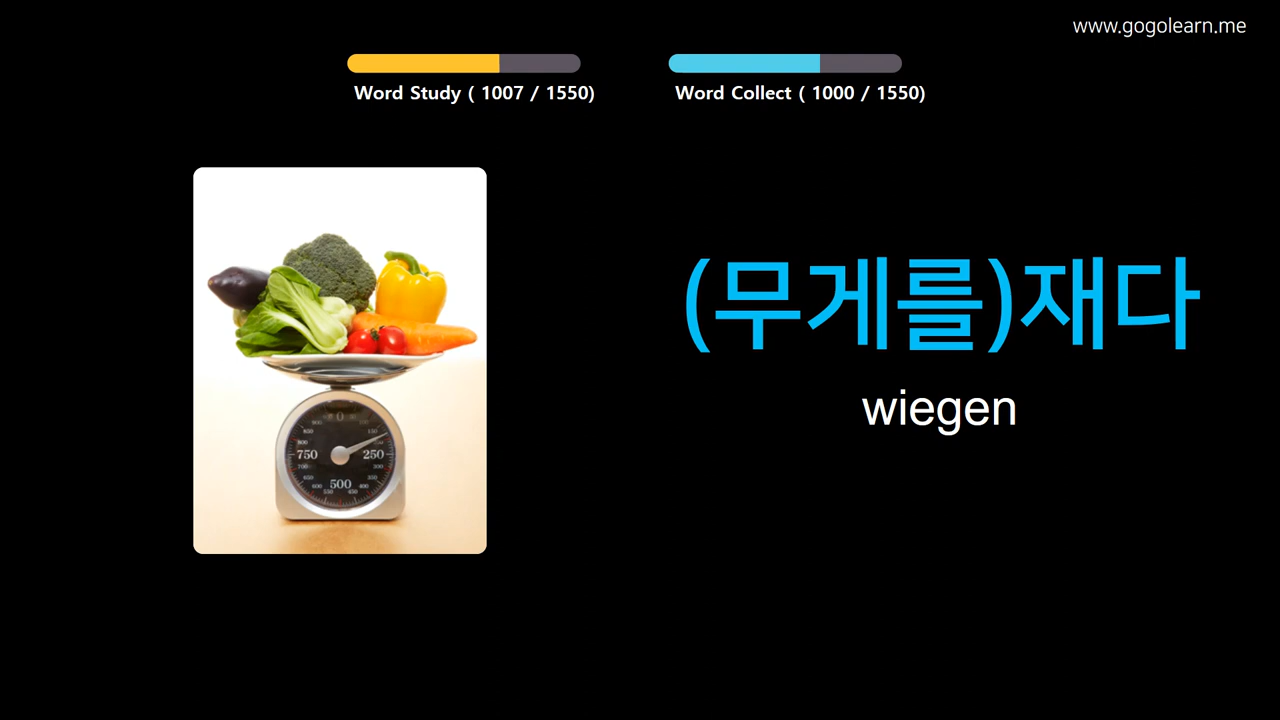 www.gogolearn.me
Word Study ( 1007 / 1550)
Word Collect ( 1000 / 1550)
(무게를)재다
wiegen
0
750
250
500